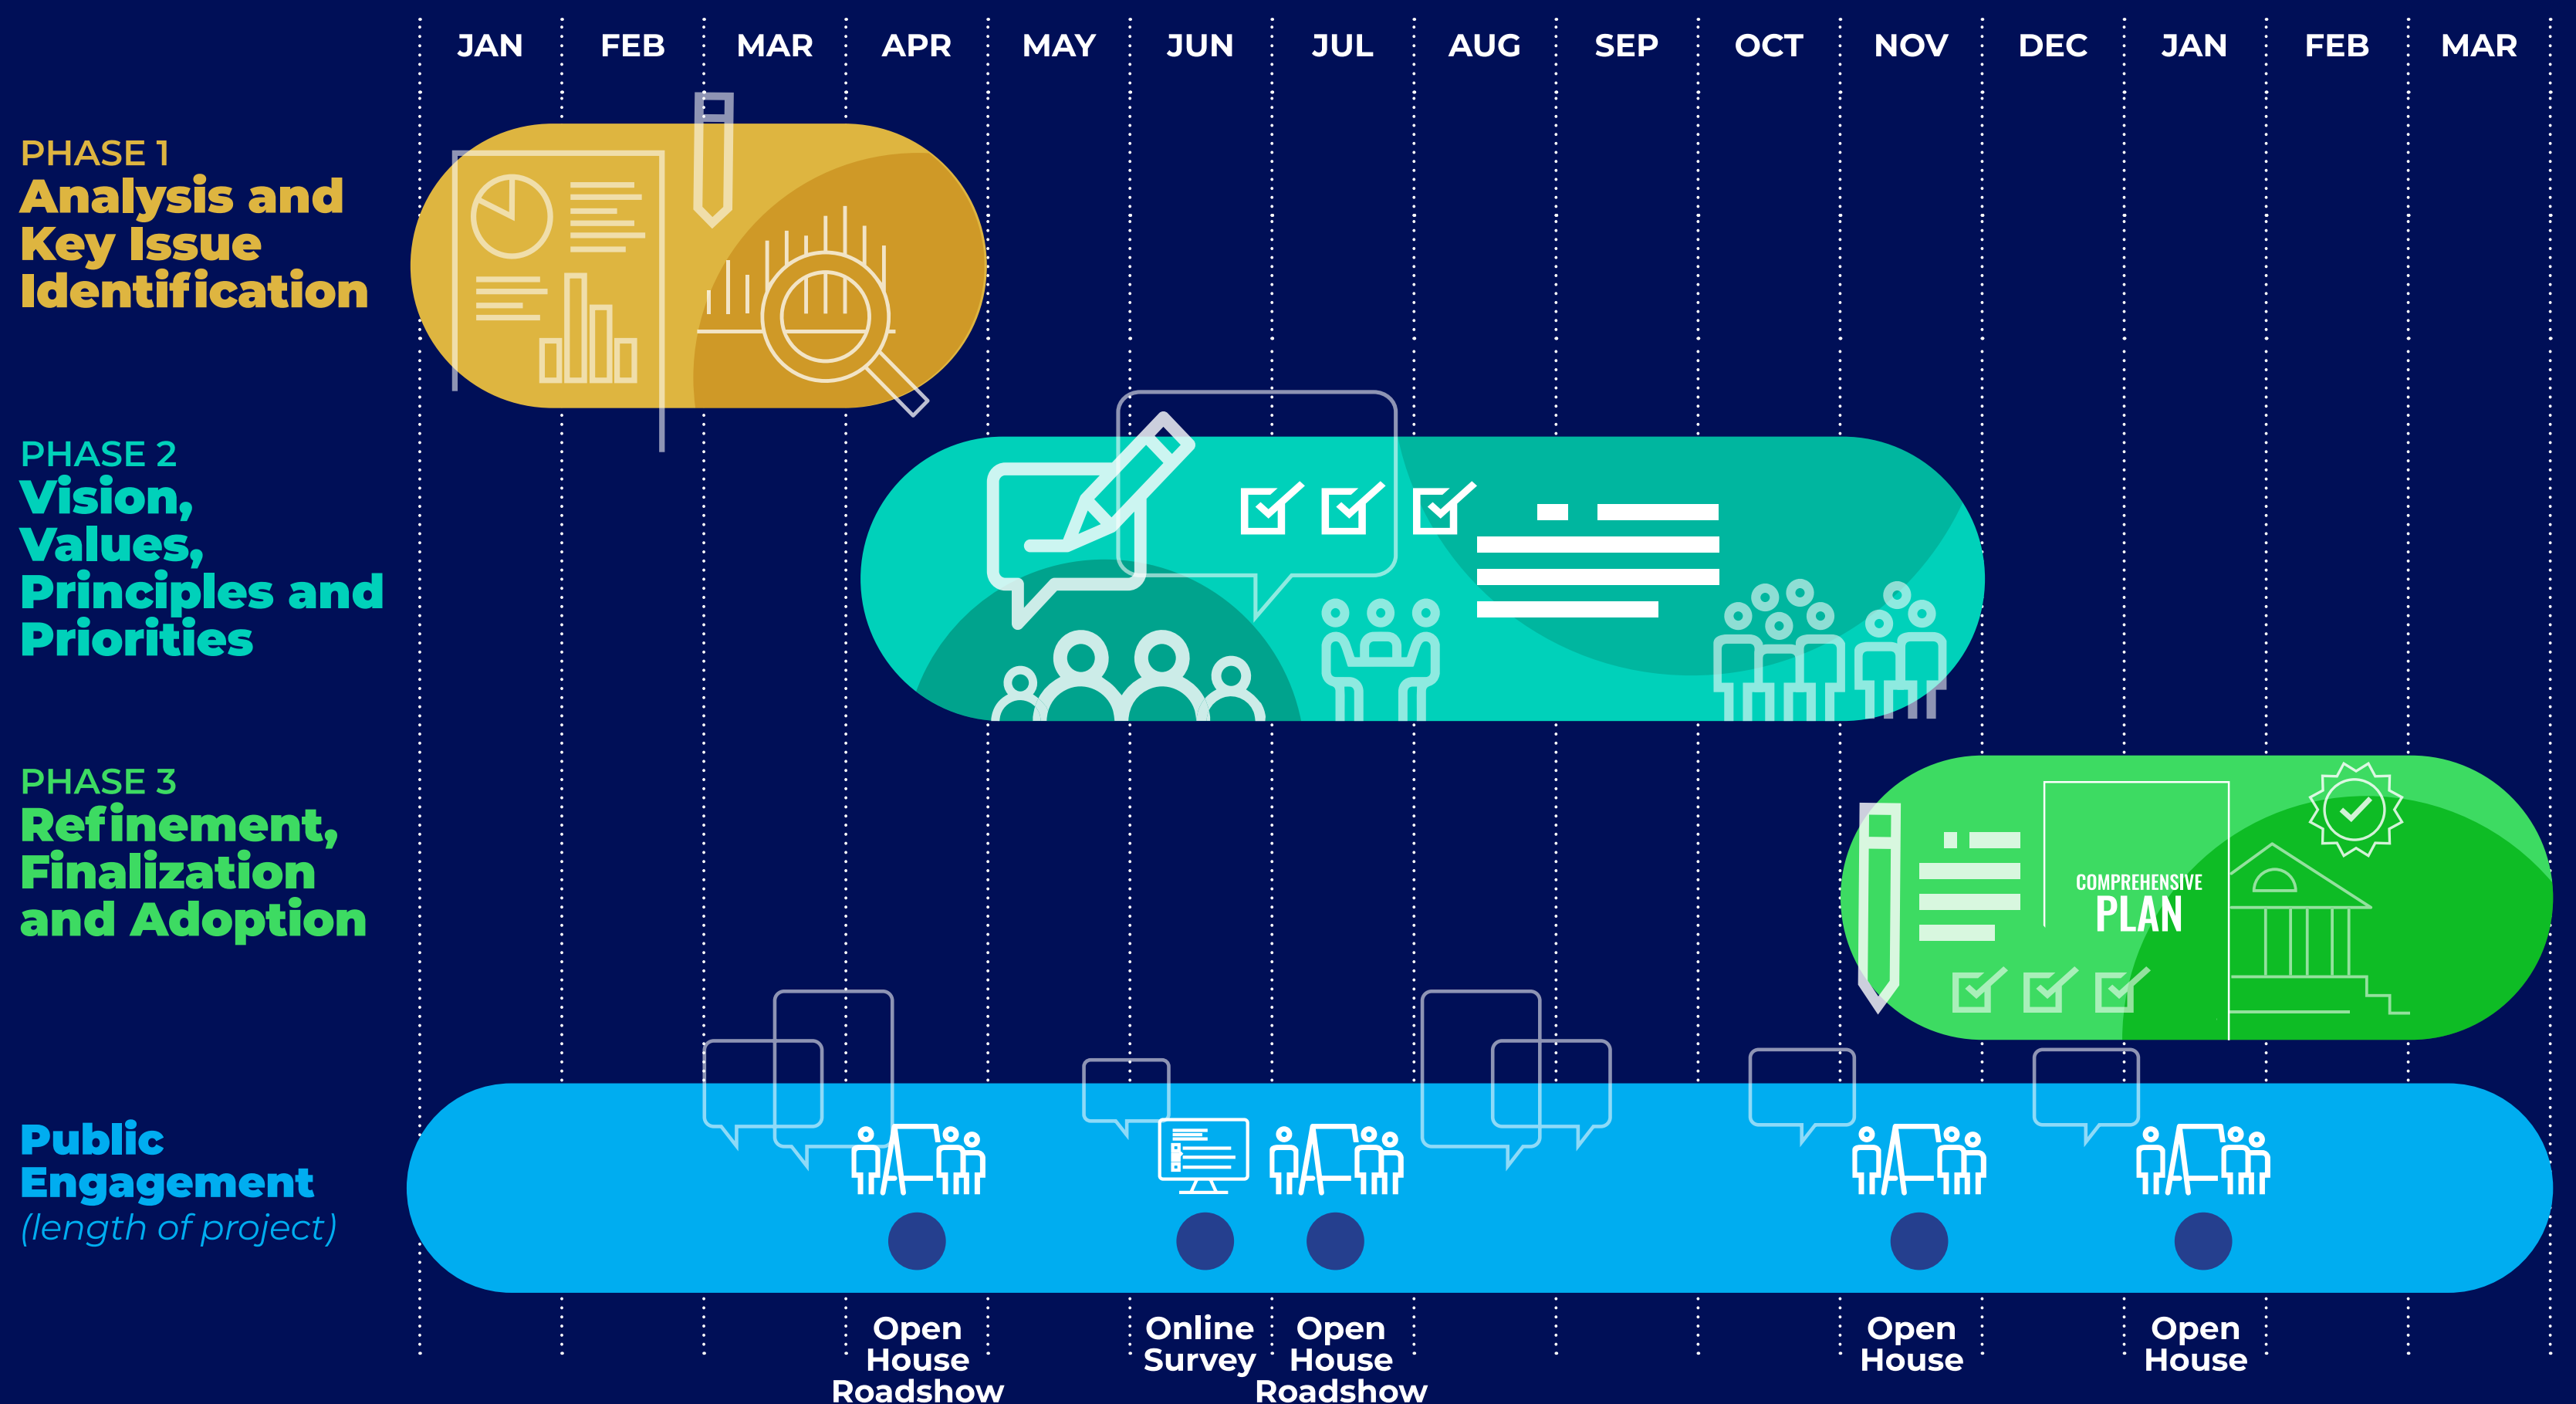 JAN FEB MAR APR MAY JUN JUL AUG SEP OCT NOV DEC JAN FEB MAR
PHASE 1
Analysis and
Key Issue
Identification
PHASE 2
Vision,
Values,
Principles and
Priorities
PHASE 3
Refinement,
Finalization
and Adoption
COMPREHENSIVE
PLAN
Public
Engagement
(length of project)
Open
House
Roadshow
Online
Survey
Open
House
Roadshow
Open
House
Open
House